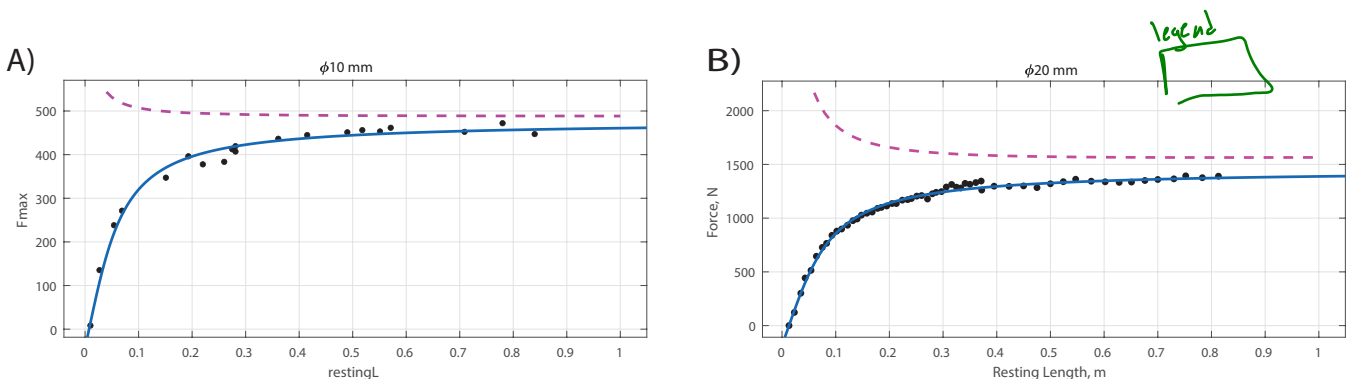 legend
A)
ϕ10 mm
Fmax
500
400
300
200
100
0
0 0.1 0.2 0.3 0.4 0.5 0.6 0.7 0.8 0.9 1
restingL
B)
ϕ20 mm
Force, N
2000
1500
1000
500
0
0 0.1 0.2 0.3 0.4 0.5 0.6 0.7 0.8 0.9 1
Resting Length, m